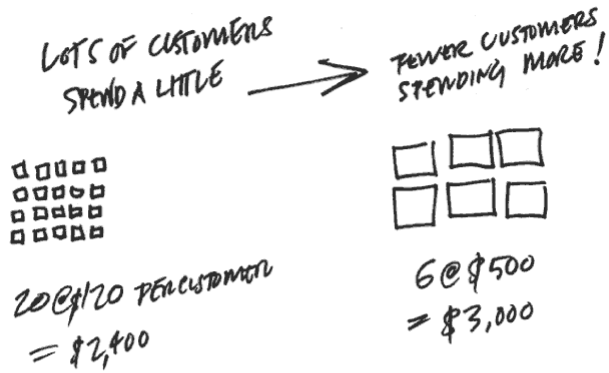 LOTS OF CUSTOMERS
SPEND A LITTLE
FEWER CUSTOMERS
SPENDING MORE!
20@$120 PER CUSTOMER
= $2,400
6@$500
= $3,000